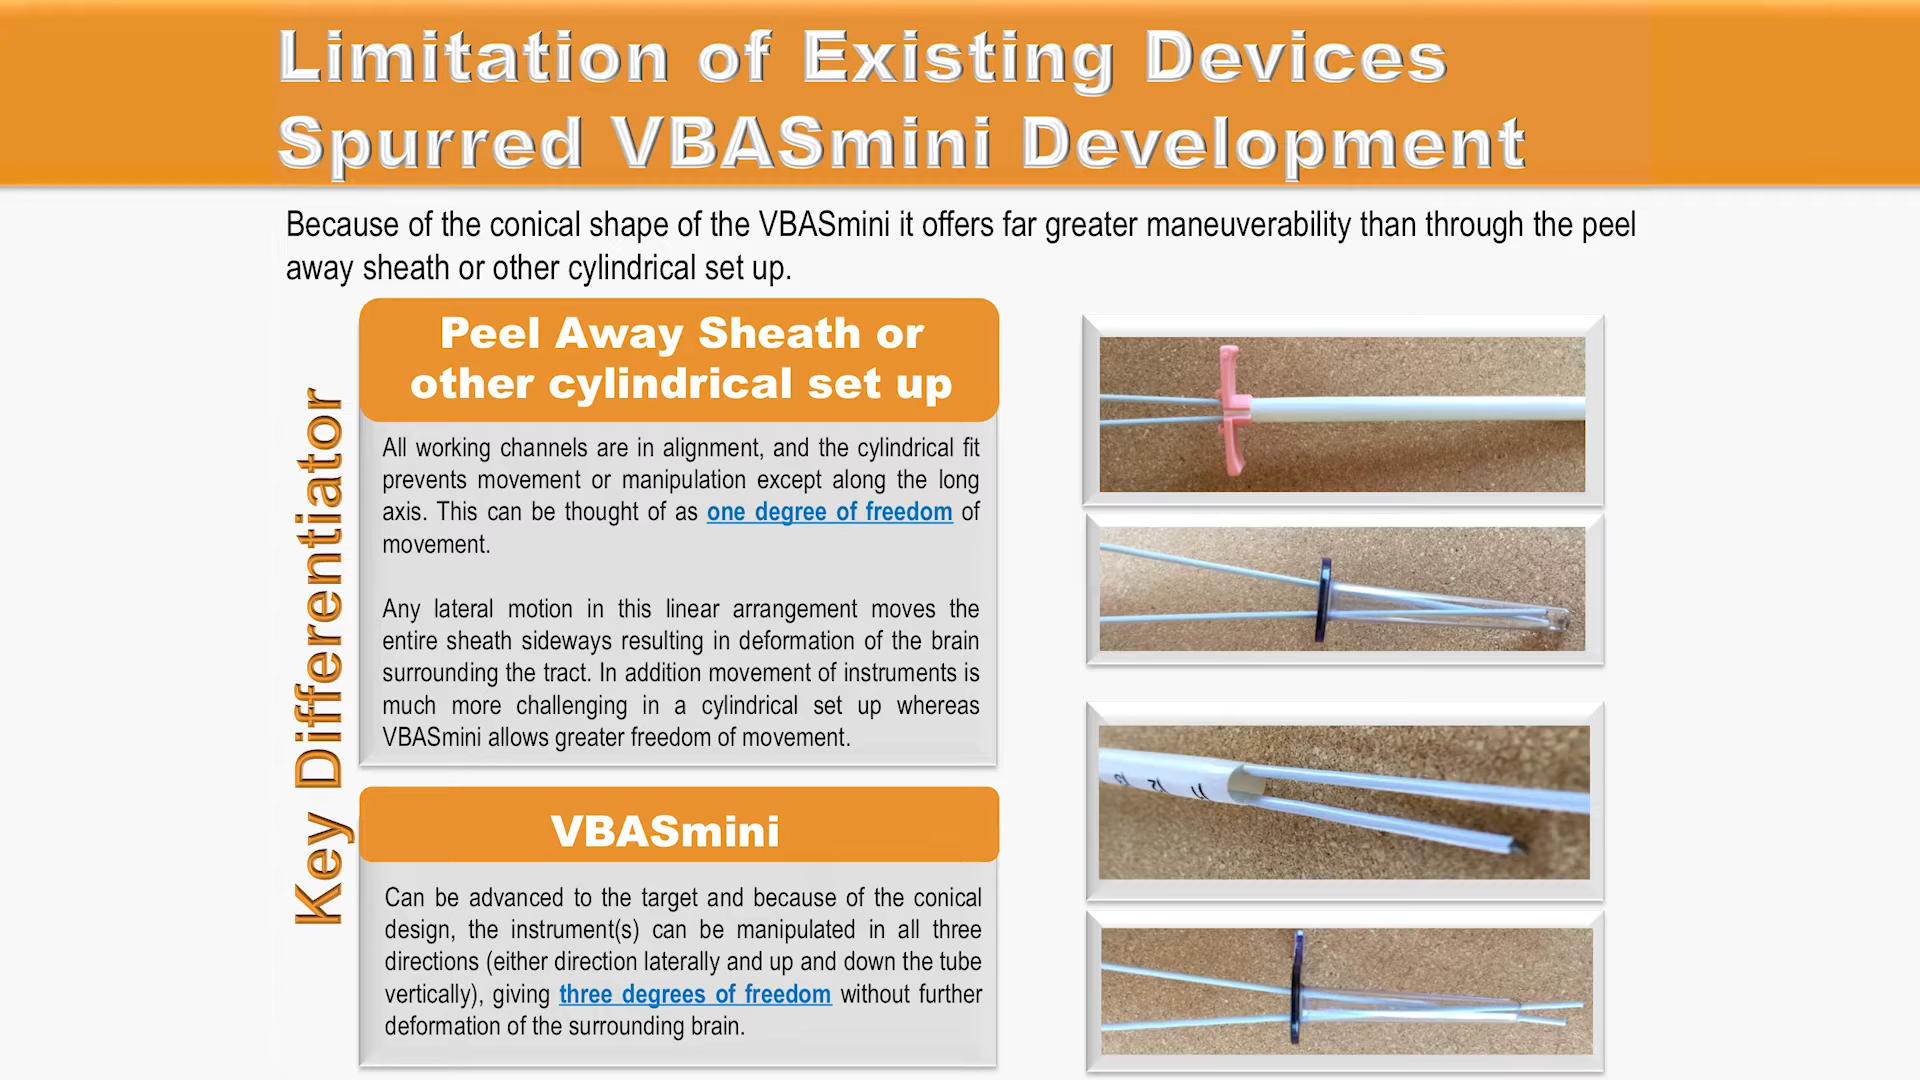 Limitation of Existing Devices
Spurred VBASmini Development
Because of the conical shape of the VBASmini it offers far greater maneuverability than through the peel
away sheath or other cylindrical set up.
Key Differentiator
Peel Away Sheath or
other cylindrical set up
All working channels are in alignment, and the cylindrical fit
prevents movement or manipulation except along the long
axis. This can be thought of as one degree of freedom of
movement.
Any lateral motion in this linear arrangement moves the
entire sheath sideways resulting in deformation of the brain
surrounding the tract. In addition movement of instruments is
much more challenging in a cylindrical set up whereas
VBASmini allows greater freedom of movement.
VBASmini
Can be advanced to the target and because of the conical
design, the instrument(s) can be manipulated in all three
directions (either direction laterally and up and down the tube
vertically), giving three degrees of freedom without further
deformation of the surrounding brain.